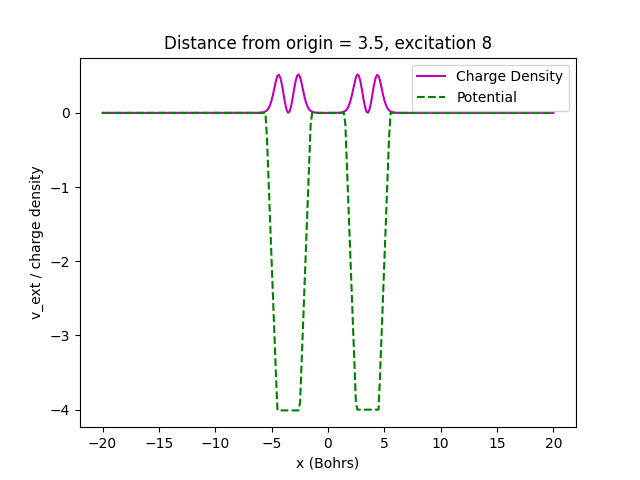 Distance from origin = 3.5, excitation 8
Charge Density
Potential
v_ext / charge density
0
−1
−2
−3
−4
−20 −15 −10 −5 0 5 10 15 20
x (Bohrs)